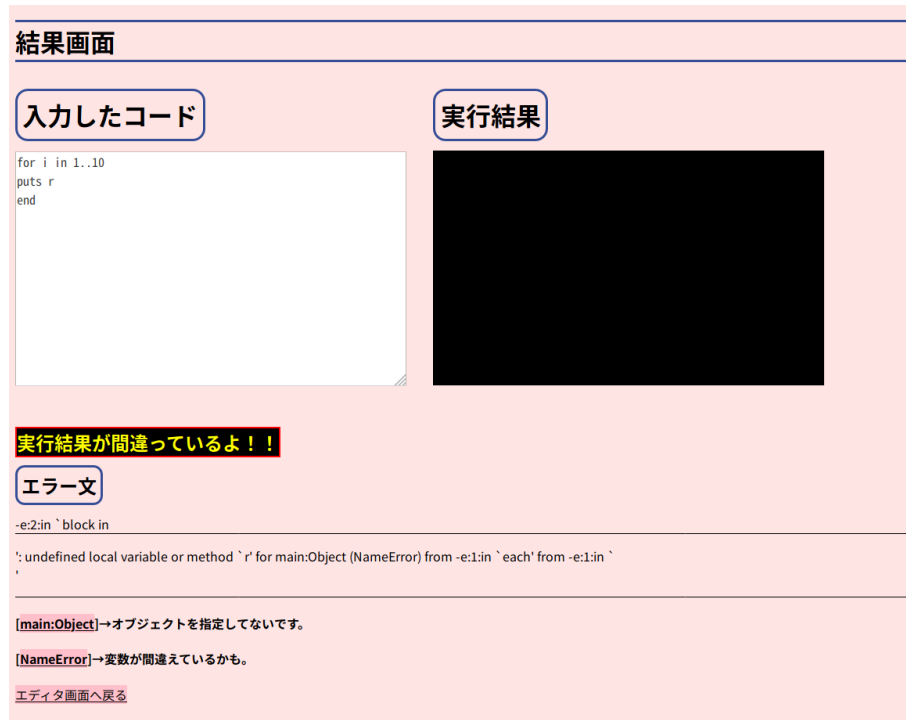 結果画面
入力したコード
実行結果
for i in 1..10
puts r
end
実行結果が間違っているよ！！
エラー文
-e:2:in `block in
': undefined local variable or method `r' for main:Object (NameError) from -e:1:in `each' from -e:1:in `
'
[main:Object]→オブジェクトを指定してないです。
[NameError]→変数が間違えているかも。
エディタ画面へ戻る